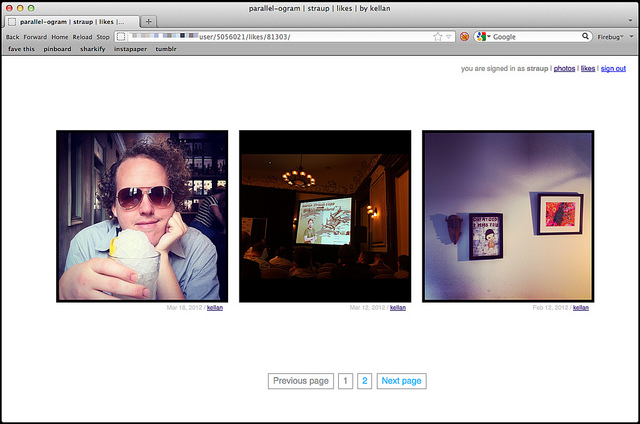 parallel-ogram | straup | likes | by kellan
parallel-ogram | straup | likes |...
Back Forward Home Reload Stop
user/5056021/likes/81303/
Google
Firebug
fave this pinboard sharkify instapaper tumblr
you are signed in as straup | photos | likes | sign out
Mar 18, 2012 / kellan
Mar 12, 2012 / kellan
Feb 12, 2012 / kellan
Previous page 1 2 Next page